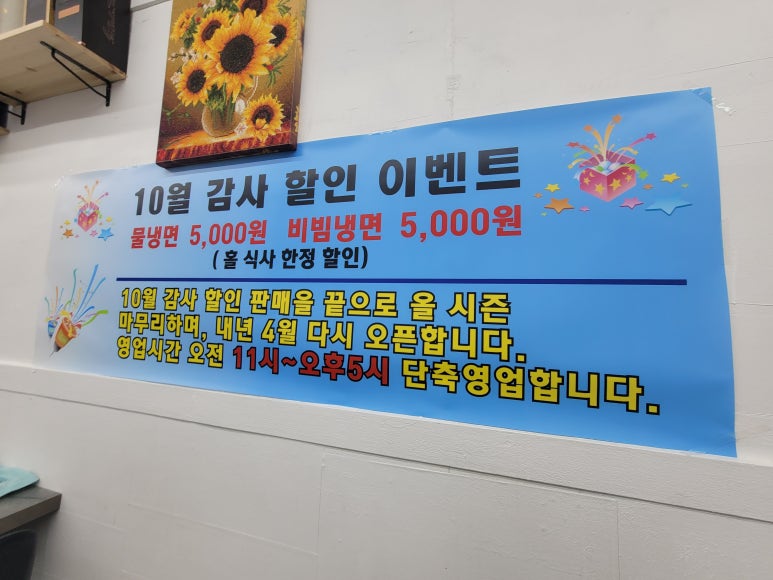 10월 감사 할인 이벤트
물냉면 5,000원 비빔냉면 5,000원
( 홀 식사 한정 할인)
10월 감사 할인 판매을 끝으로 올 시즌
마무리하며, 내년 4월 다시 오픈합니다.
영업시간 오전 11시~오후5시 단축영업합니다.